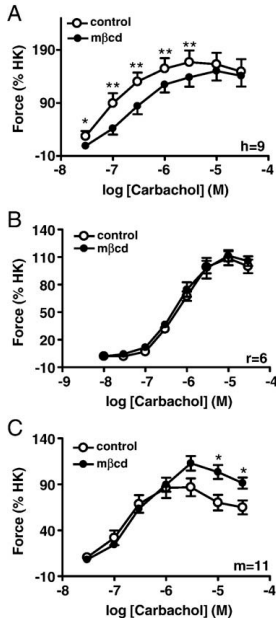 A
control
mβcd
* ** ** ** **
Force (% HK)
190
90
-10
h=9
-8 -7 -6 -5 -4
log [Carbachol] (M)
B
control
mβcd
Force (% HK)
140
110
80
50
20
-10
r=6
-9 -8 -7 -6 -5 -4
log [Carbachol] (M)
C
control
mβcd
* *
Force (% HK)
140
90
40
-10
m=11
-8 -7 -6 -5 -4
log [Carbachol] (M)